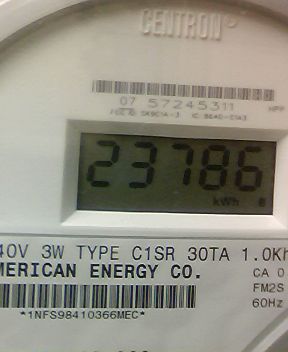 CENTRON®
07 57245311
23786
kWh
40V 3W TYPE C1SR 30TA 1.0Kh
MERICAN ENERGY CO.
CA 0
FM2S
60Hz
*1NFS98410366MEC*